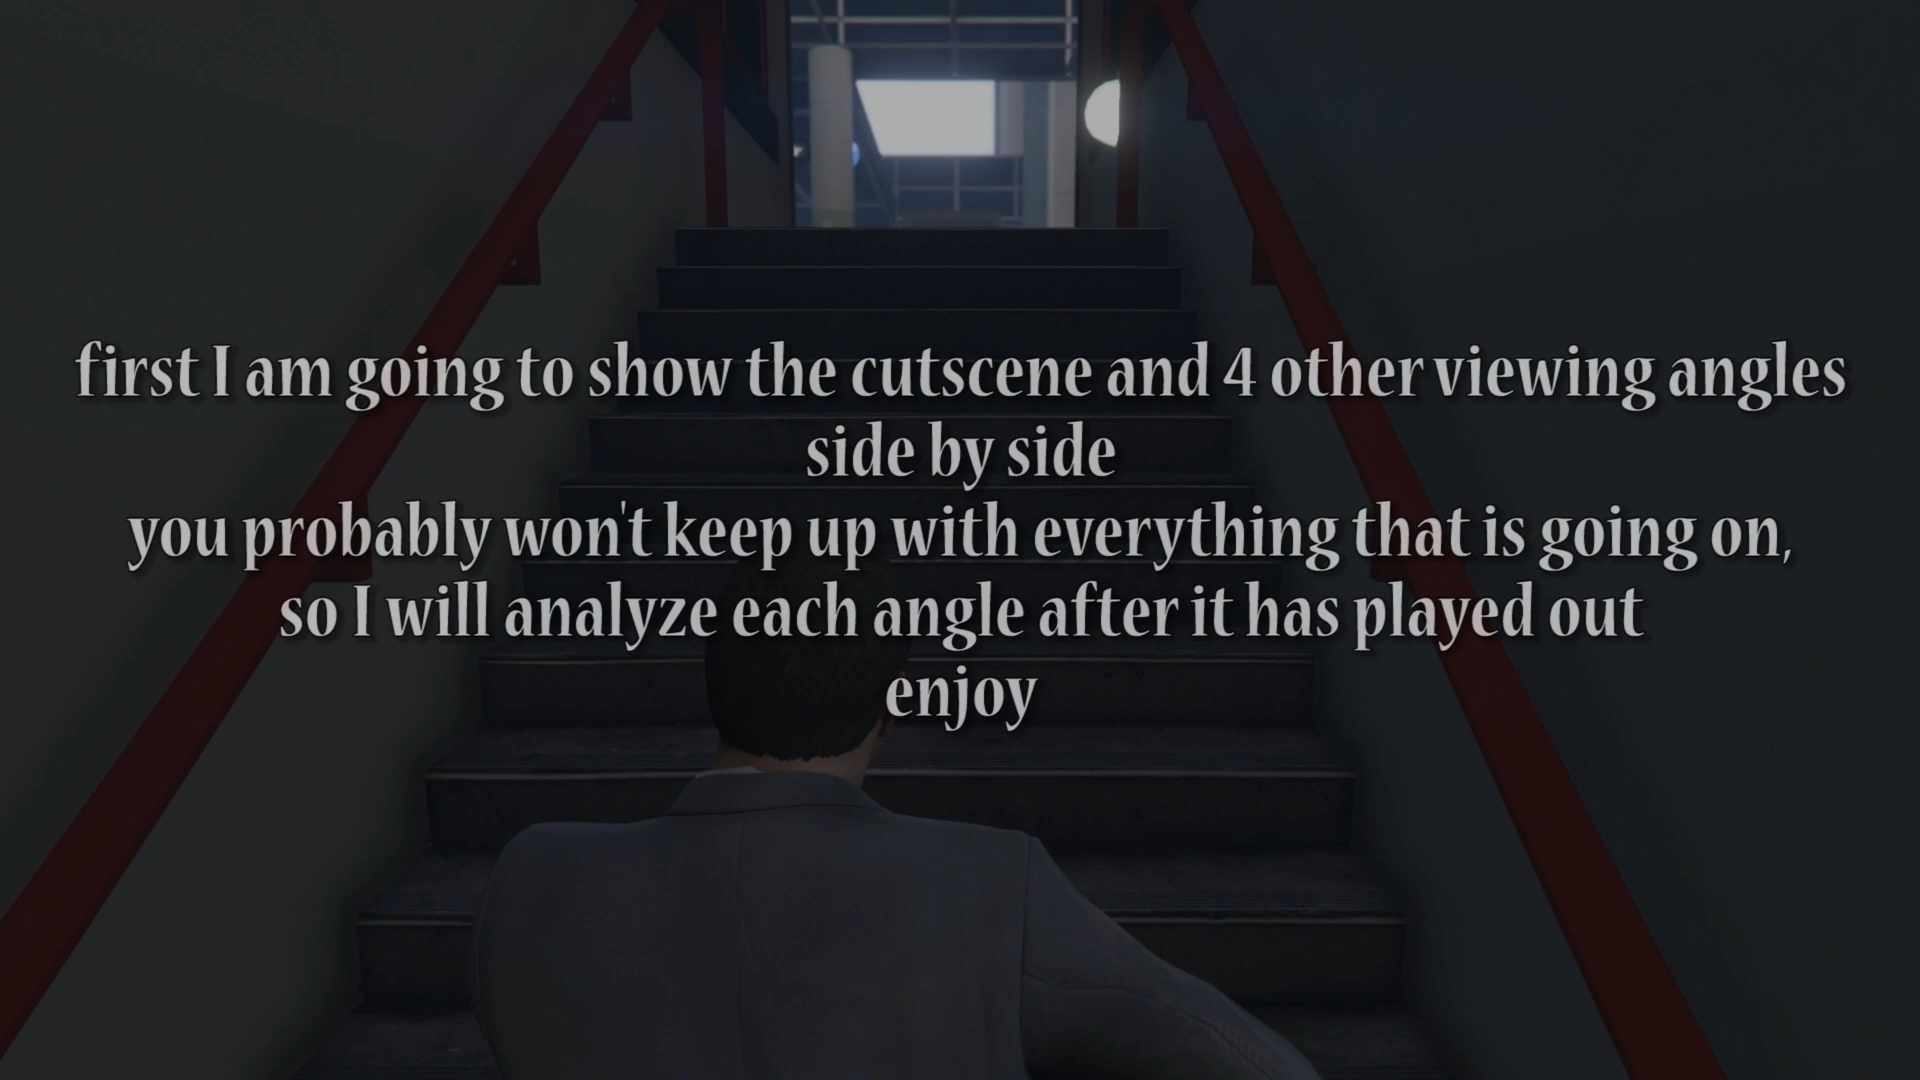 first I am going to show the cutscene and 4 other viewing angles
side by side
you probably won't keep up with everything that is going on,
so I will analyze each angle after it has played out
enjoy